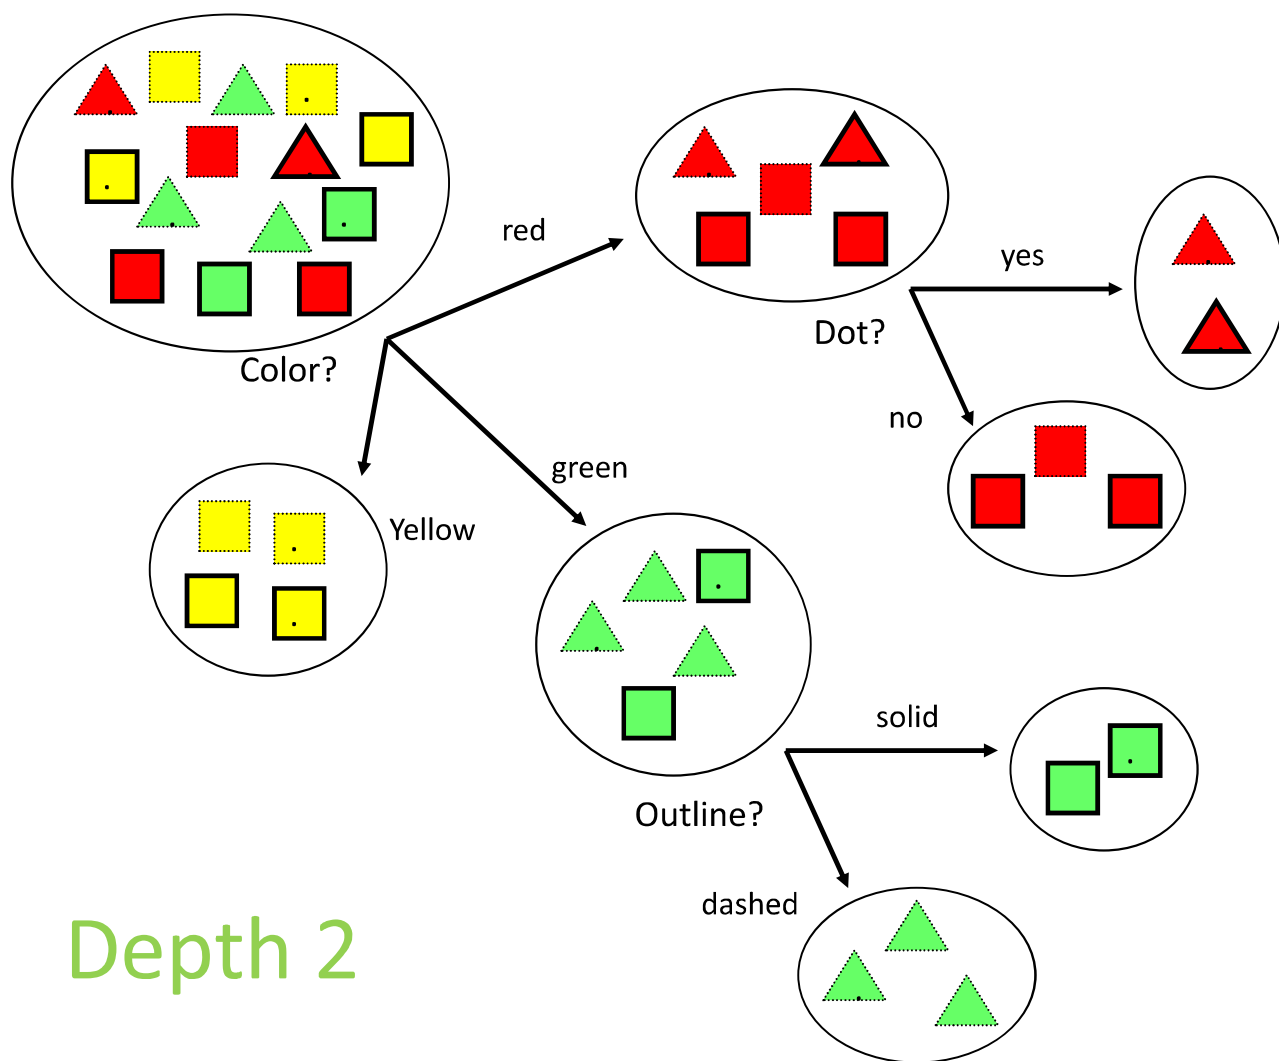 red
yes
Dot?
Color?
no
green
Yellow
solid
Outline?
dashed
Depth 2